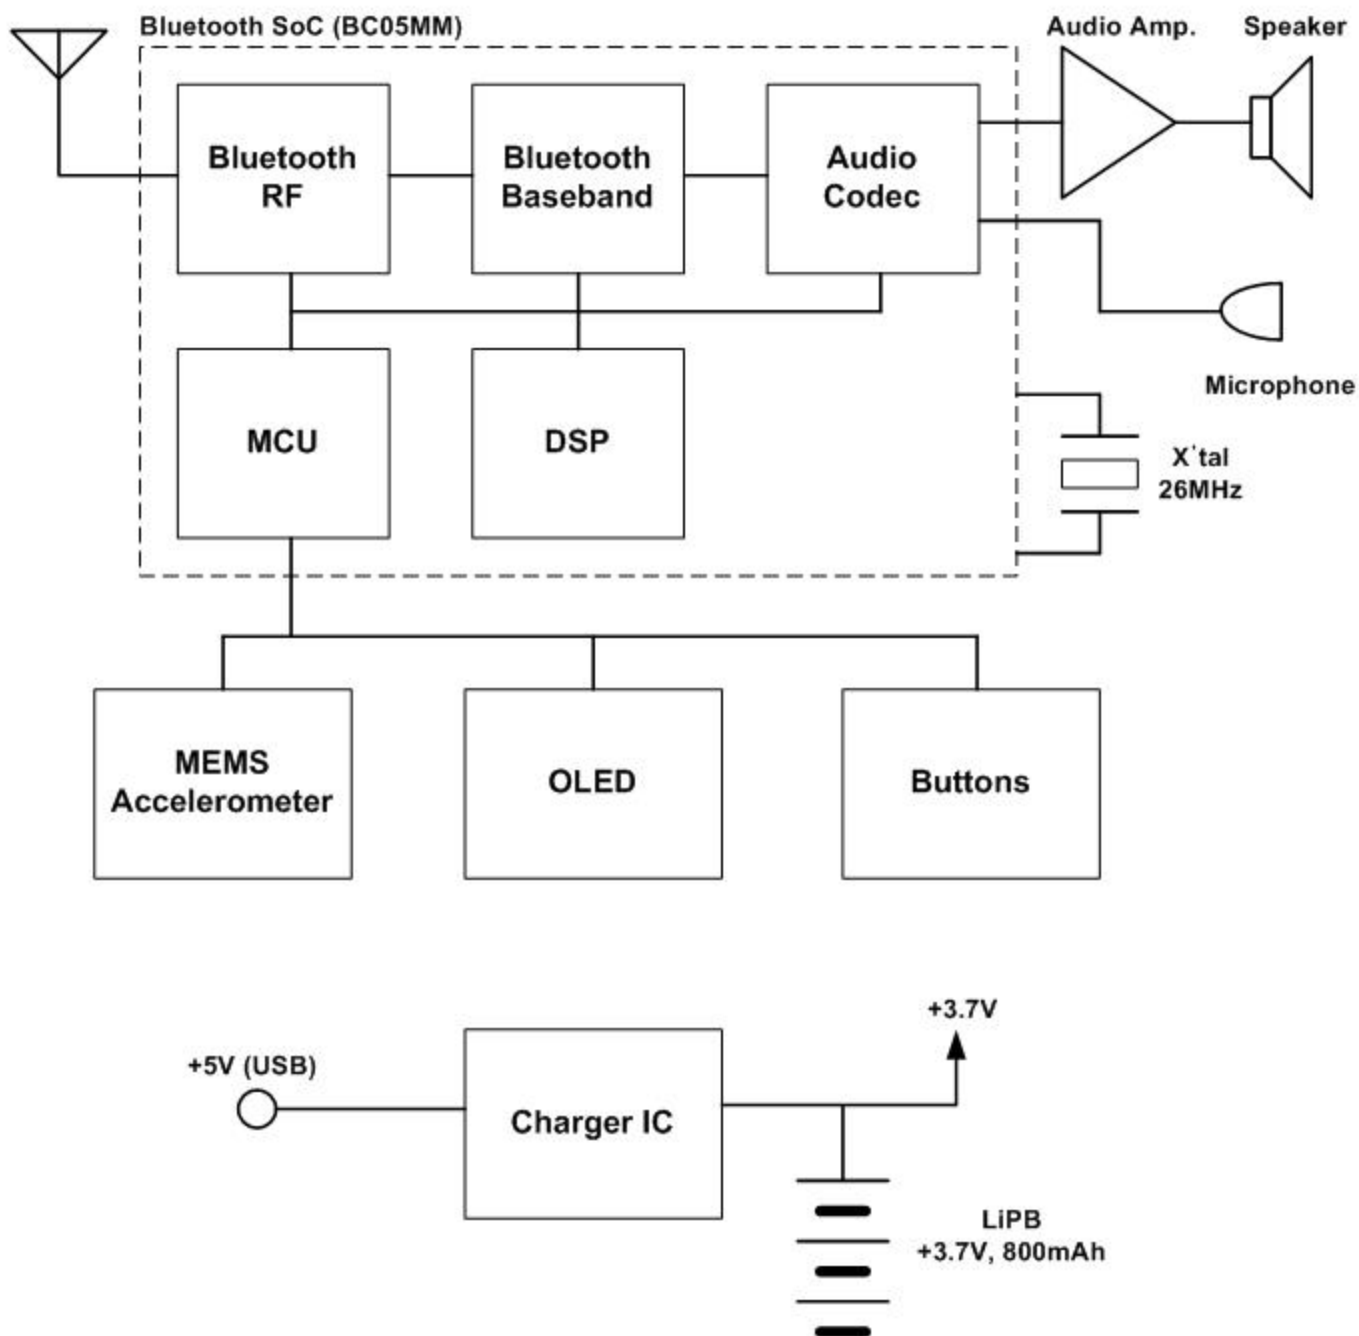 Bluetooth SoC (BC05MM)
Audio Amp.
Speaker
Bluetooth
RF
Bluetooth
Baseband
Audio
Codec
Microphone
MCU
DSP
X'tal
26MHz
MEMS
Accelerometer
OLED
Buttons
+3.7V
+5V (USB)
Charger IC
LiPB
+3.7V, 800mAh